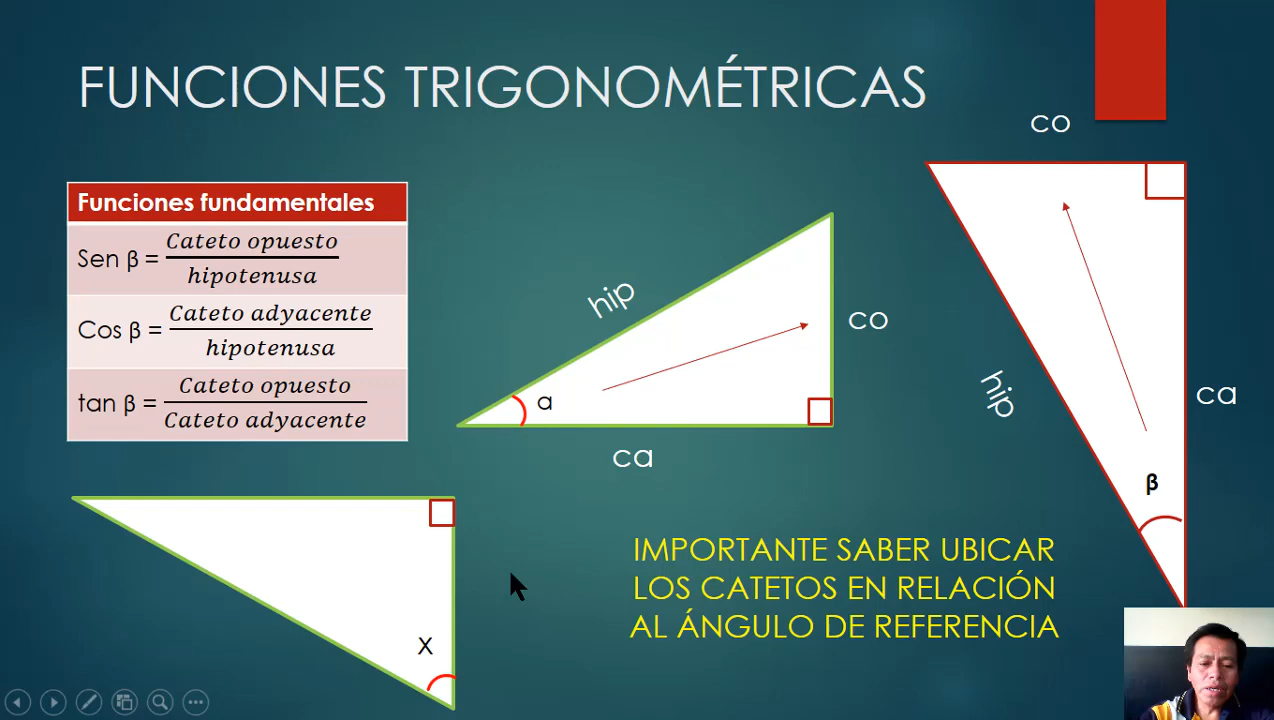 FUNCIONES TRIGONOMÉTRICAS
Funciones fundamentales
Sen β = Cateto opuesto / hipotenusa
Cos β = Cateto adyacente / hipotenusa
tan β = Cateto opuesto / Cateto adyacente
hip
co
a
ca
co
hip
ca
β
x
IMPORTANTE SABER UBICAR
LOS CATETOS EN RELACIÓN
AL ÁNGULO DE REFERENCIA